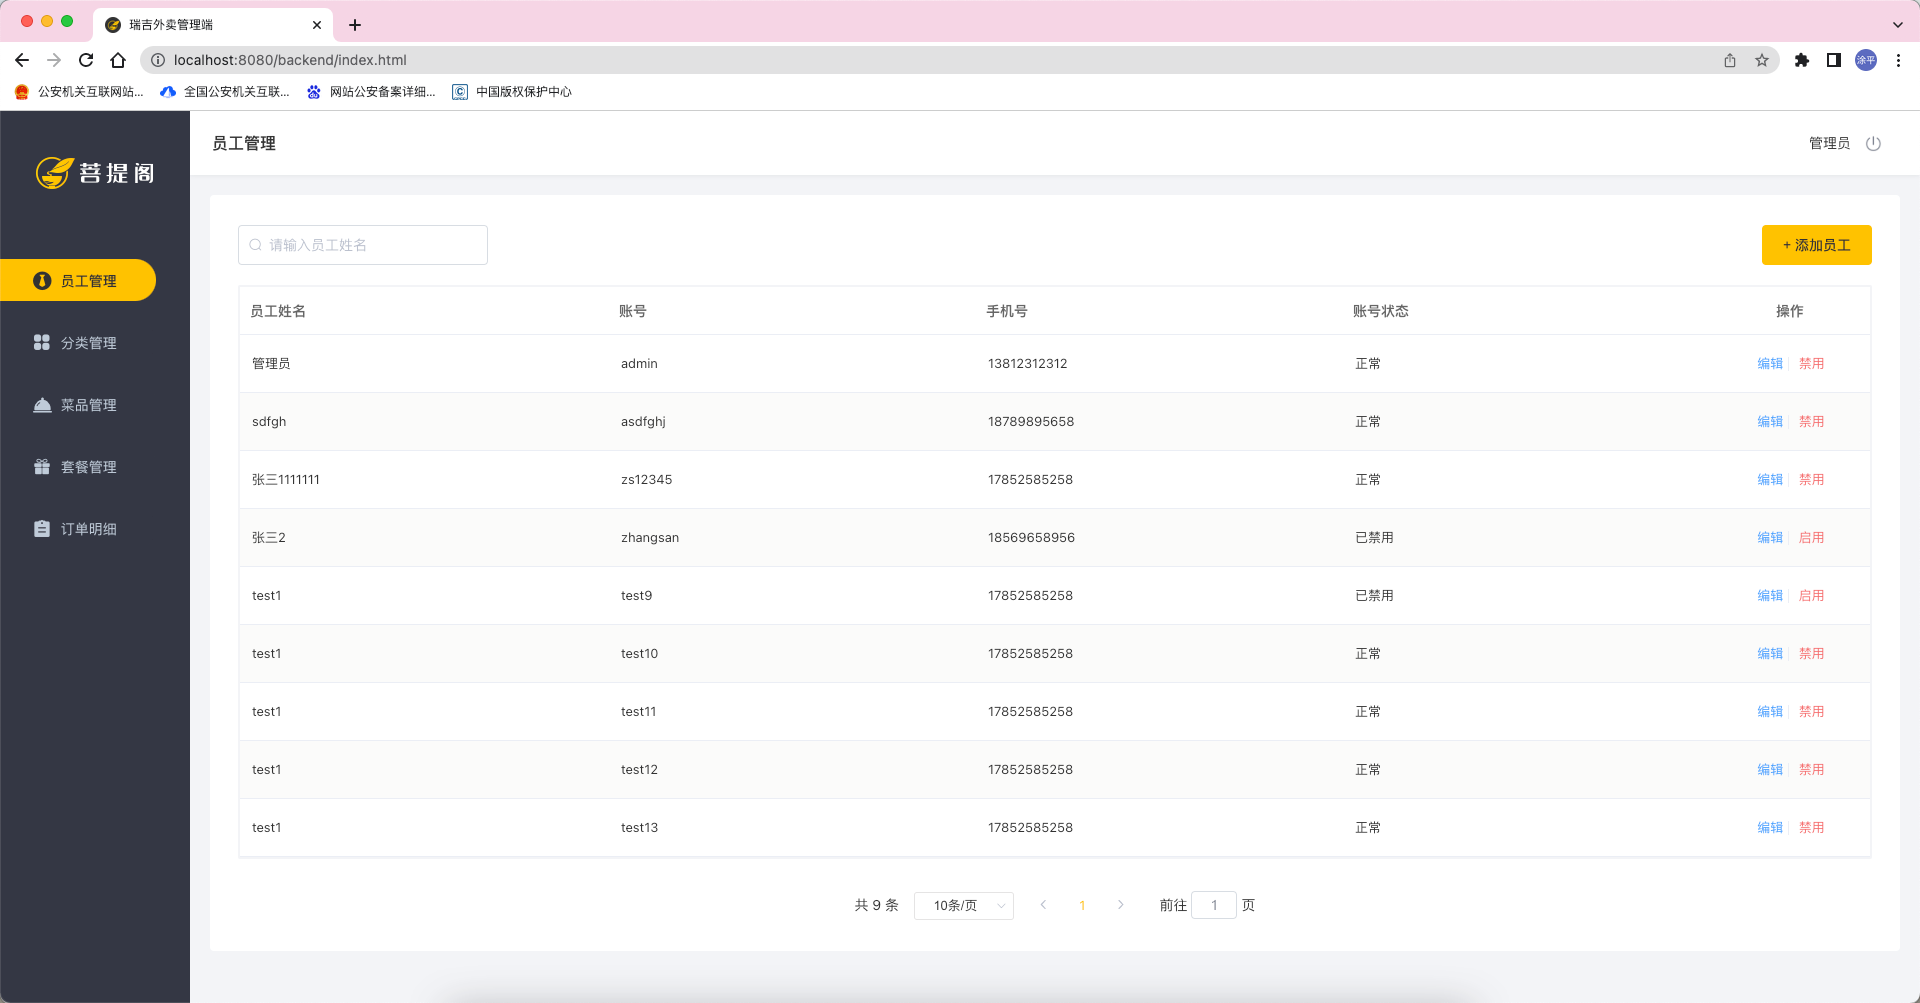 瑞吉外卖管理端
localhost:8080/backend/index.html
涂平
公安机关互联网站... 全国公安机关互联... 网站公安备案详细... 中国版权保护中心
菩提阁
员工管理
管理员
员工管理
分类管理
菜品管理
套餐管理
订单明细
请输入员工姓名
+ 添加员工
员工姓名 账号 手机号 账号状态 操作
管理员 admin 13812312312 正常 编辑 禁用
sdfgh asdfghj 18789895658 正常 编辑 禁用
张三1111111 zs12345 17852585258 正常 编辑 禁用
张三2 zhangsan 18569658956 已禁用 编辑 启用
test1 test9 17852585258 已禁用 编辑 启用
test1 test10 17852585258 正常 编辑 禁用
test1 test11 17852585258 正常 编辑 禁用
test1 test12 17852585258 正常 编辑 禁用
test1 test13 17852585258 正常 编辑 禁用
共 9 条 10条/页 1 前往 1 页